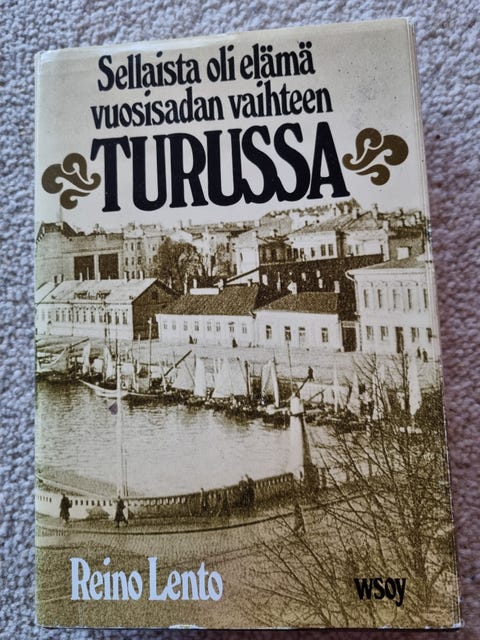 Sellaista oli elämä
vuosisadan vaihteen
TURUSSA
Reino Lento
wsoy